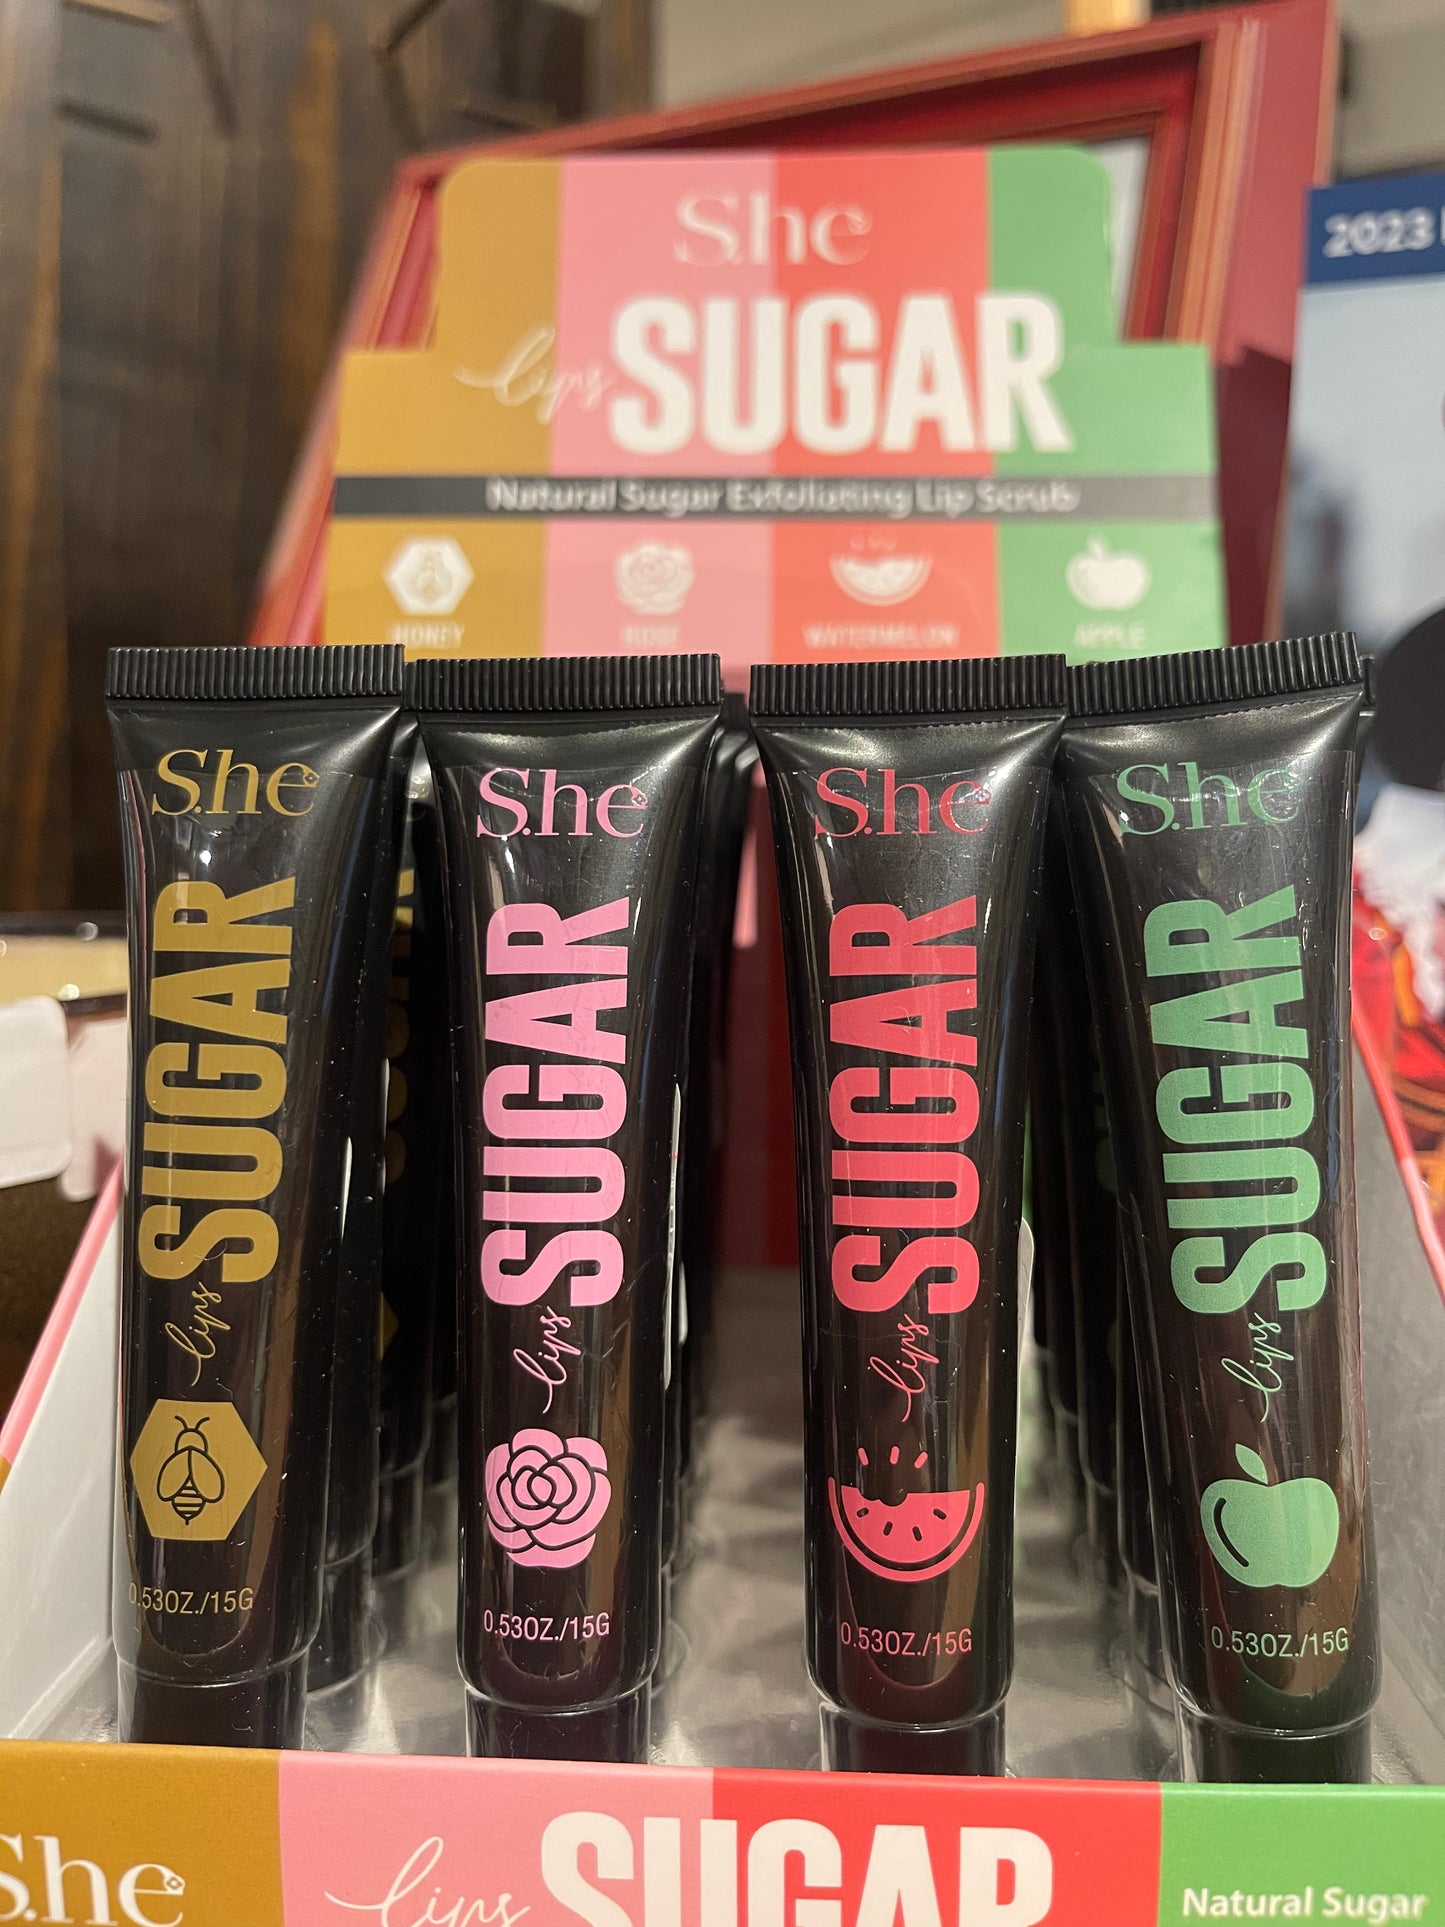 S.he
lips SUGAR
Natural Sugar Exfoliating Lip Scrub
HONEY
ROSE
WATERMELON
APPLE
2023
S.he
lips SUGAR
0.53OZ./15G
S.he
lips SUGAR
0.53OZ./15G
S.he
lips SUGAR
0.53OZ./15G
S.he
lips SUGAR
0.53OZ./15G
S.he
lips SUGAR
Natural Sugar